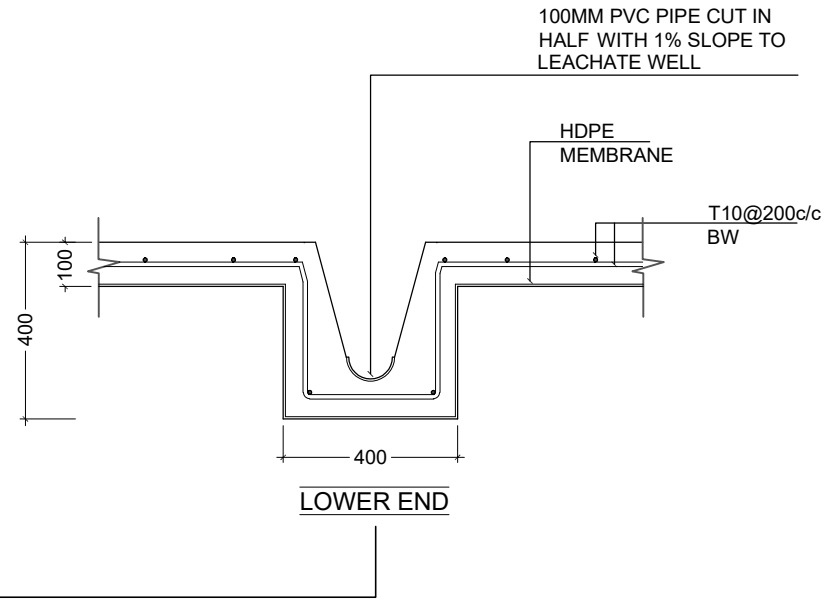 100MM PVC PIPE CUT IN
HALF WITH 1% SLOPE TO
LEACHATE WELL
HDPE
MEMBRANE
T10@200c/c
BW
100
400
400
LOWER END